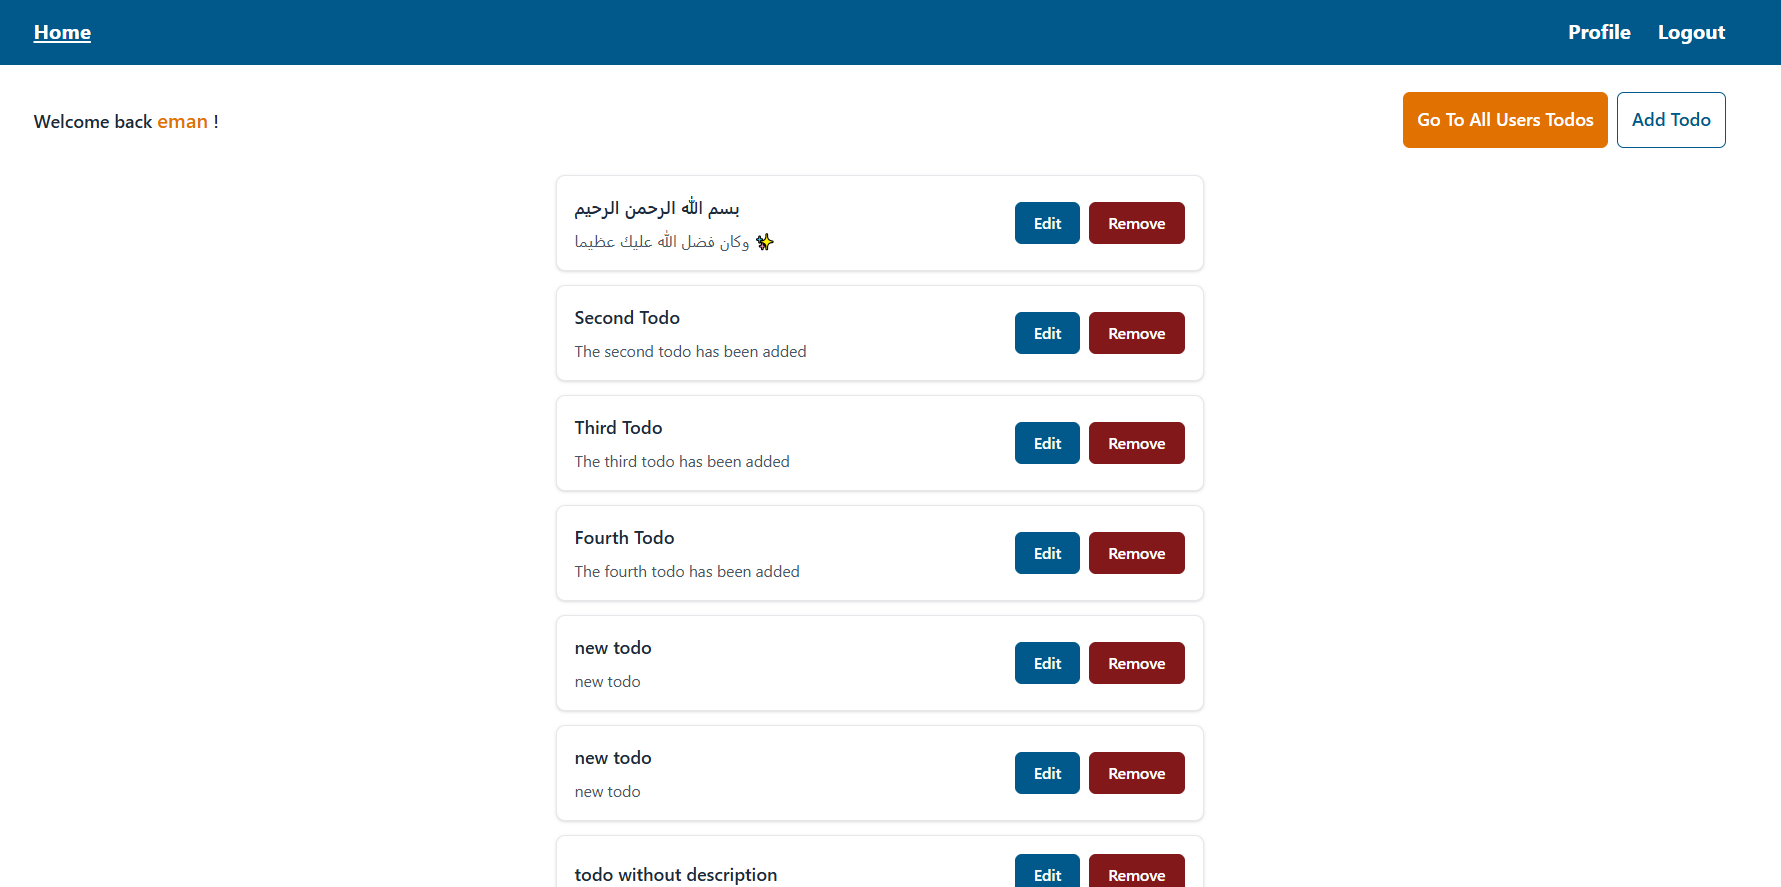 Home
Profile
Logout
Welcome back eman !
Go To All Users Todos
Add Todo
بسم الله الرحمن الرحيم
وكان فضل الله عليك عظيما ✨
Edit
Remove
Second Todo
The second todo has been added
Edit
Remove
Third Todo
The third todo has been added
Edit
Remove
Fourth Todo
The fourth todo has been added
Edit
Remove
new todo
new todo
Edit
Remove
new todo
new todo
Edit
Remove
todo without description
Edit
Remove